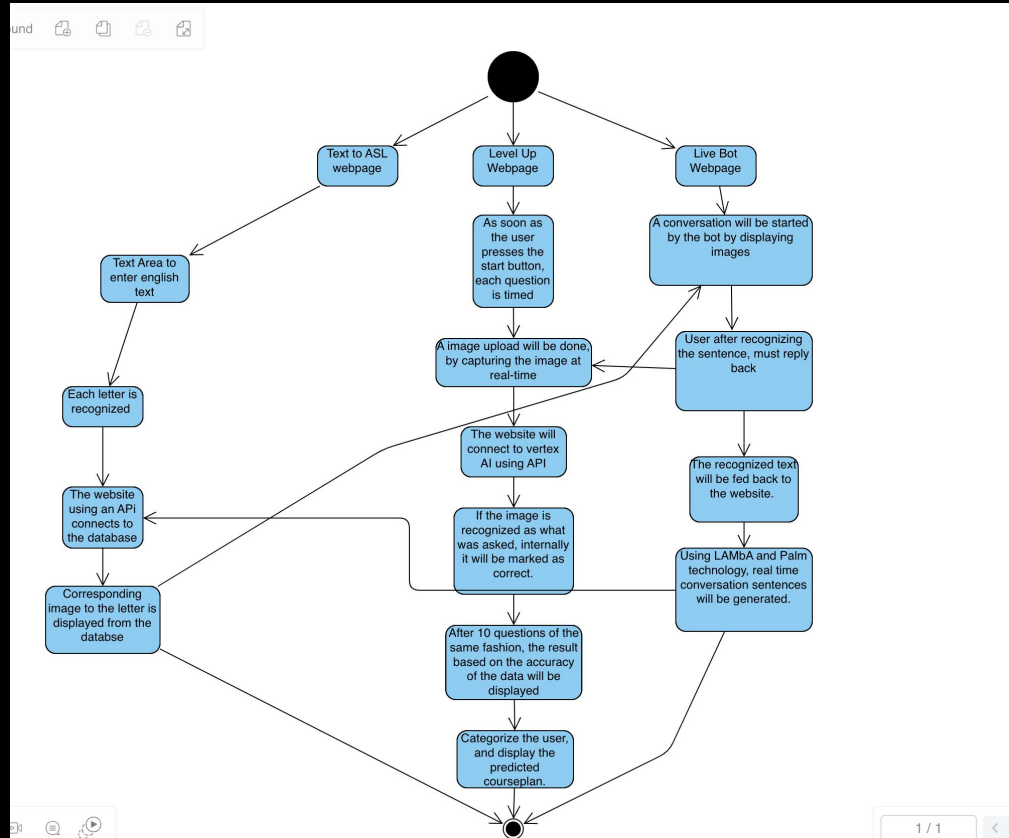 ound
Text to ASL
webpage
Level Up
Webpage
Live Bot
Webpage
Text Area to
enter english
text
Each letter is
recognized
The website
using an APi
connects to
the database
Corresponding
image to the letter is
displayed from the
databse
As soon as
the user
presses the
start button,
each question
is timed
A image upload will be done,
by capturing the image at
real-time
The website will
connect to vertex
AI using API
If the image is
recognized as what
was asked, internally
it will be marked as
correct.
After 10 questions of the
same fashion, the result
based on the accuracy
of the data will be
displayed
Categorize the user,
and display the
predicted
courseplan.
A conversation will be started
by the bot by displaying
images
User after recognizing
the sentence, must reply
back
The recognized text
will be fed back to
the website.
Using LAMbA and Palm
technology, real time
conversation sentences
will be generated.
1 / 1